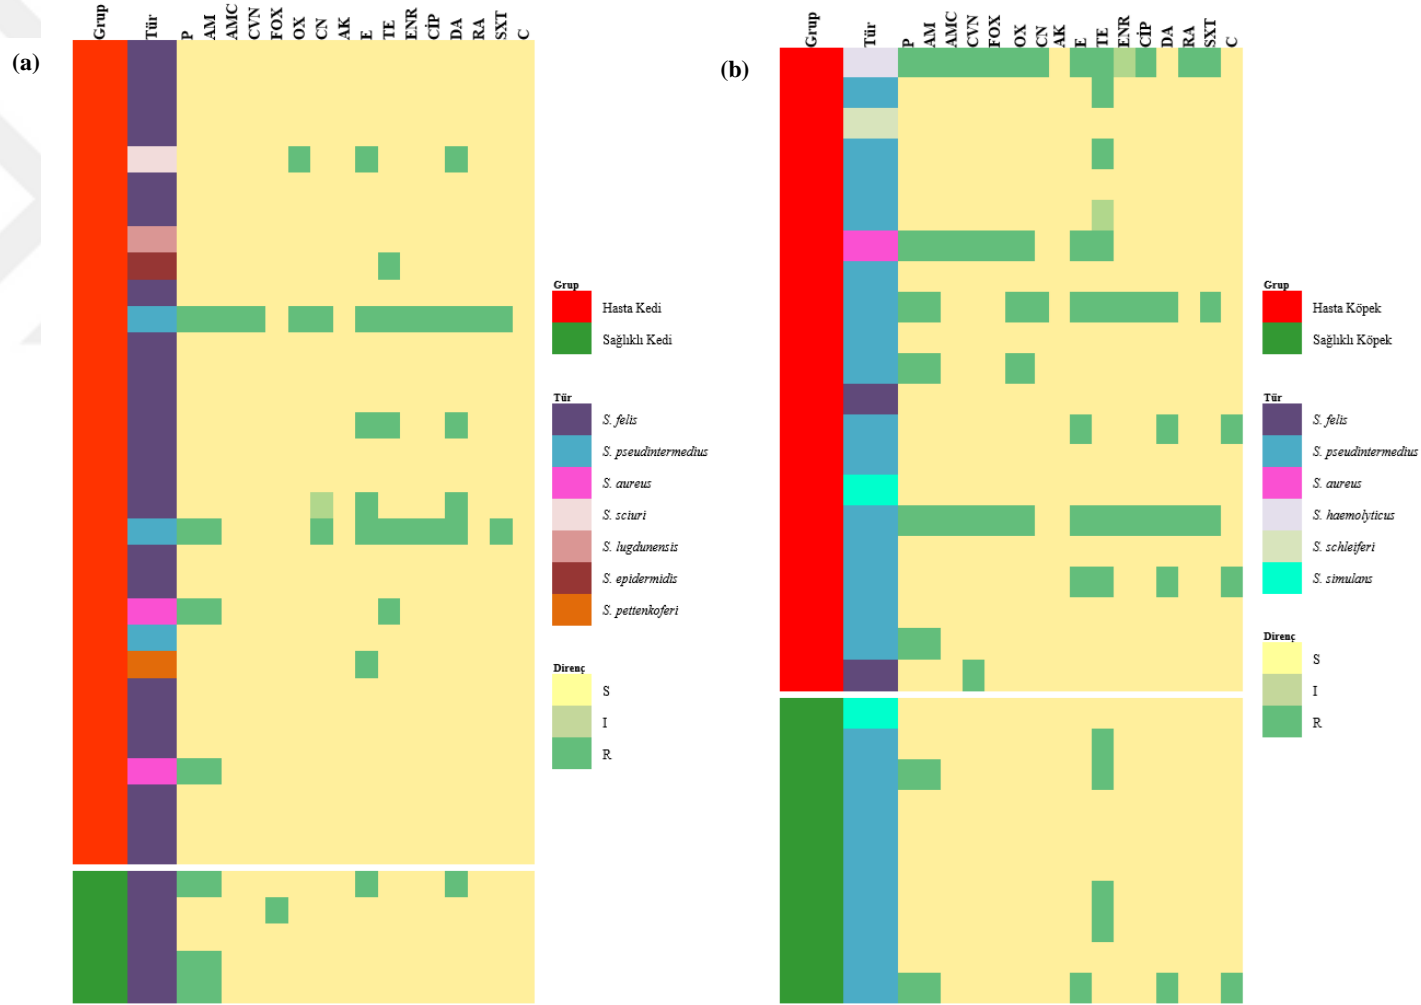 (a)
Grup
Tür
P
AM
AMC
CVN
FOX
OX
CN
AK
E
TE
ENR
CİP
DA
RA
SXT
C
Grup
Hasta Kedi
Sağlıklı Kedi
Tür
S. felis
S. pseudintermedius
S. aureus
S. sciuri
S. lugdunensis
S. epidermidis
S. pettenkoferi
Direnç
S
I
R
(b)
Grup
Tür
P
AM
AMC
CVN
FOX
OX
CN
AK
E
TE
ENR
CİP
DA
RA
SXT
C
Grup
Hasta Köpek
Sağlıklı Köpek
Tür
S. felis
S. pseudintermedius
S. aureus
S. haemolyticus
S. schleiferi
S. simulans
Direnç
S
I
R